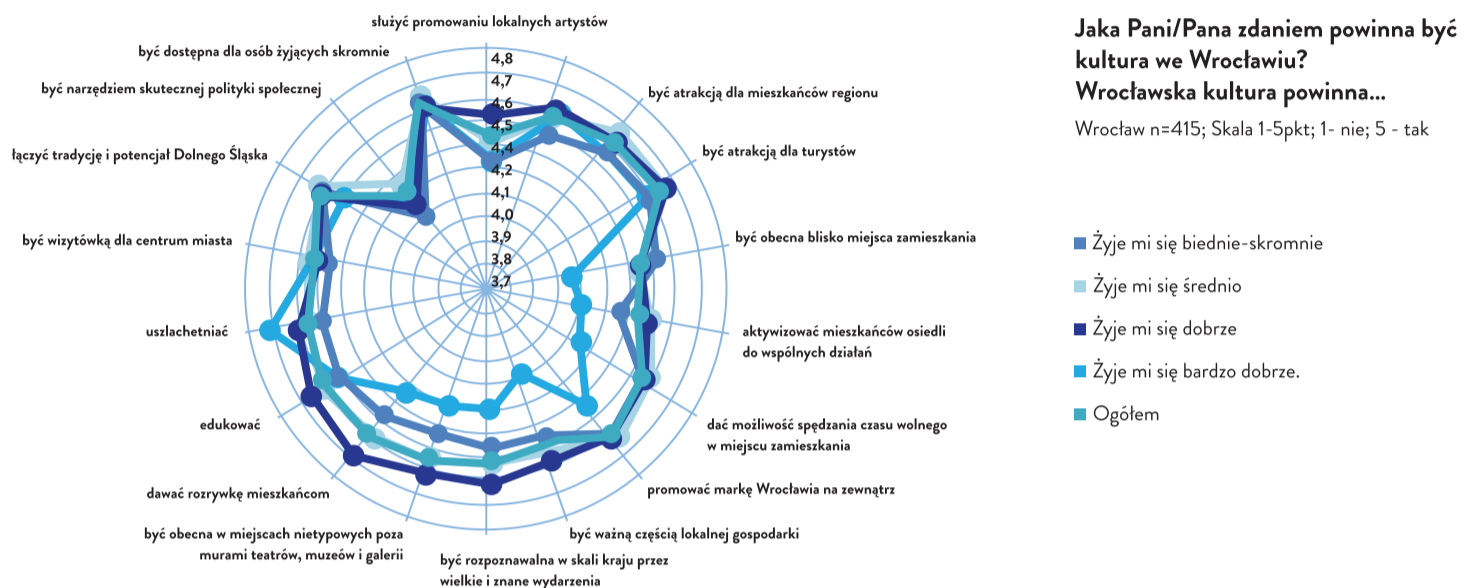 służyć promowaniu lokalnych artystów
być dostępna dla osób żyjących skromnie
być narzędziem skutecznej polityki społecznej
łączyć tradycję i potencjał Dolnego Śląska
być wizytówką dla centrum miasta
uszlachetniać
edukować
dawać rozrywkę mieszkańcom
być obecna w miejscach nietypowych poza
murami teatrów, muzeów i galerii
być rozpoznawalna w skali kraju przez
wielkie i znane wydarzenia
być ważną częścią lokalnej gospodarki
promować markę Wrocławia na zewnątrz
dać możliwość spędzania czasu wolnego
w miejscu zamieszkania
aktywizować mieszkańców osiedli
do wspólnych działań
być obecna blisko miejsca zamieszkania
być atrakcją dla turystów
być atrakcją dla mieszkańców regionu
4,8
4,7
4,6
4,5
4,4
4,2
4,1
4,0
3,9
3,8
3,7
Jaka Pani/Pana zdaniem powinna być
kultura we Wrocławiu?
Wrocławska kultura powinna...
Wrocław n=415; Skala 1-5pkt; 1- nie; 5 - tak
Żyje mi się biednie-skromnie
Żyje mi się średnio
Żyje mi się dobrze
Żyje mi się bardzo dobrze.
Ogółem